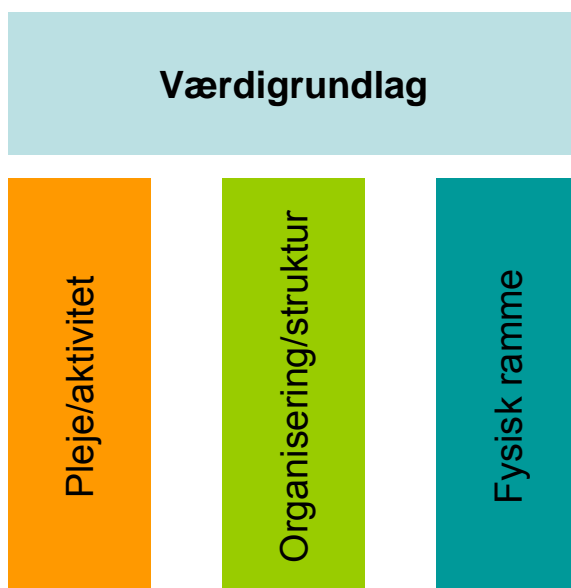 Værdigrundlag
Pleje/aktivitet
Organisering/struktur
Fysisk ramme